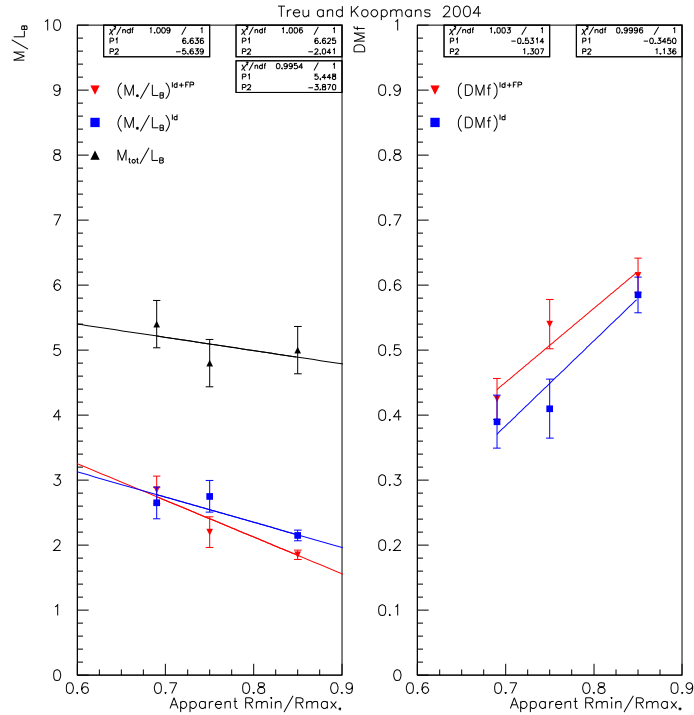 Treu and Koopmans 2004
M/L_B
χ²/ndf 1.009 / 1
P1 6.636
P2 −5.639
χ²/ndf 1.006 / 1
P1 6.625
P2 −2.041
χ²/ndf 0.9954 / 1
P1 5.448
P2 −3.870
(M*/L_B)^ld+FP
(M*/L_B)^ld
M_tot/L_B
10
9
8
7
6
5
4
3
2
1
0
0.6 0.7 0.8 0.9
Apparent Rmin/Rmax.
DMf
χ²/ndf 1.003 / 1
P1 −0.5314
P2 1.307
χ²/ndf 0.9996 / 1
P1 −0.3450
P2 1.136
(DMf)^ld+FP
(DMf)^ld
1
0.9
0.8
0.7
0.6
0.5
0.4
0.3
0.2
0.1
0
0.6 0.7 0.8 0.9
Apparent Rmin/Rmax.